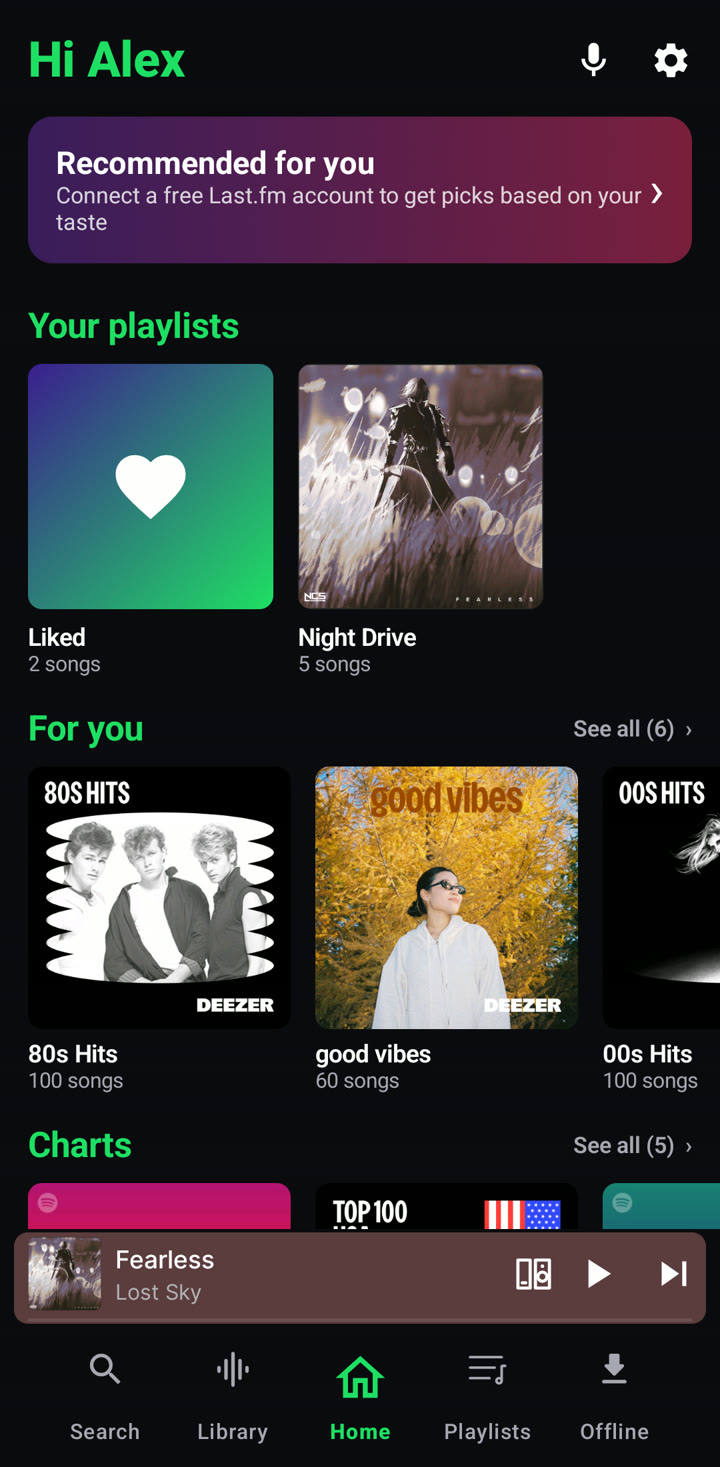 Hi Alex
Recommended for you
Connect a free Last.fm account to get picks based on your
taste
Your playlists
NCS
FEARLESS
Liked
2 songs
Night Drive
5 songs
For you
See all (6)
80S HITS
DEEZER
good vibes
DEEZER
00S HITS
80s Hits
100 songs
good vibes
60 songs
00s Hits
100 songs
Charts
See all (5)
TOP 100
Fearless
Lost Sky
Search
Library
Home
Playlists
Offline